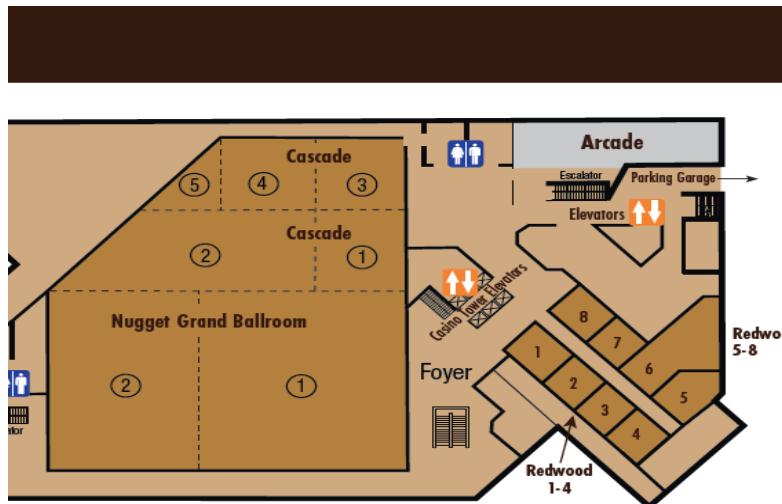 Arcade
Cascade
Escalator
Parking Garage
5
4
3
Elevators
Cascade
2
1
Casino Tower Elevators
Nugget Grand Ballroom
8
7
6
5
Redwo
5-8
1
2
3
4
Foyer
2
1
ator
Redwood
1-4